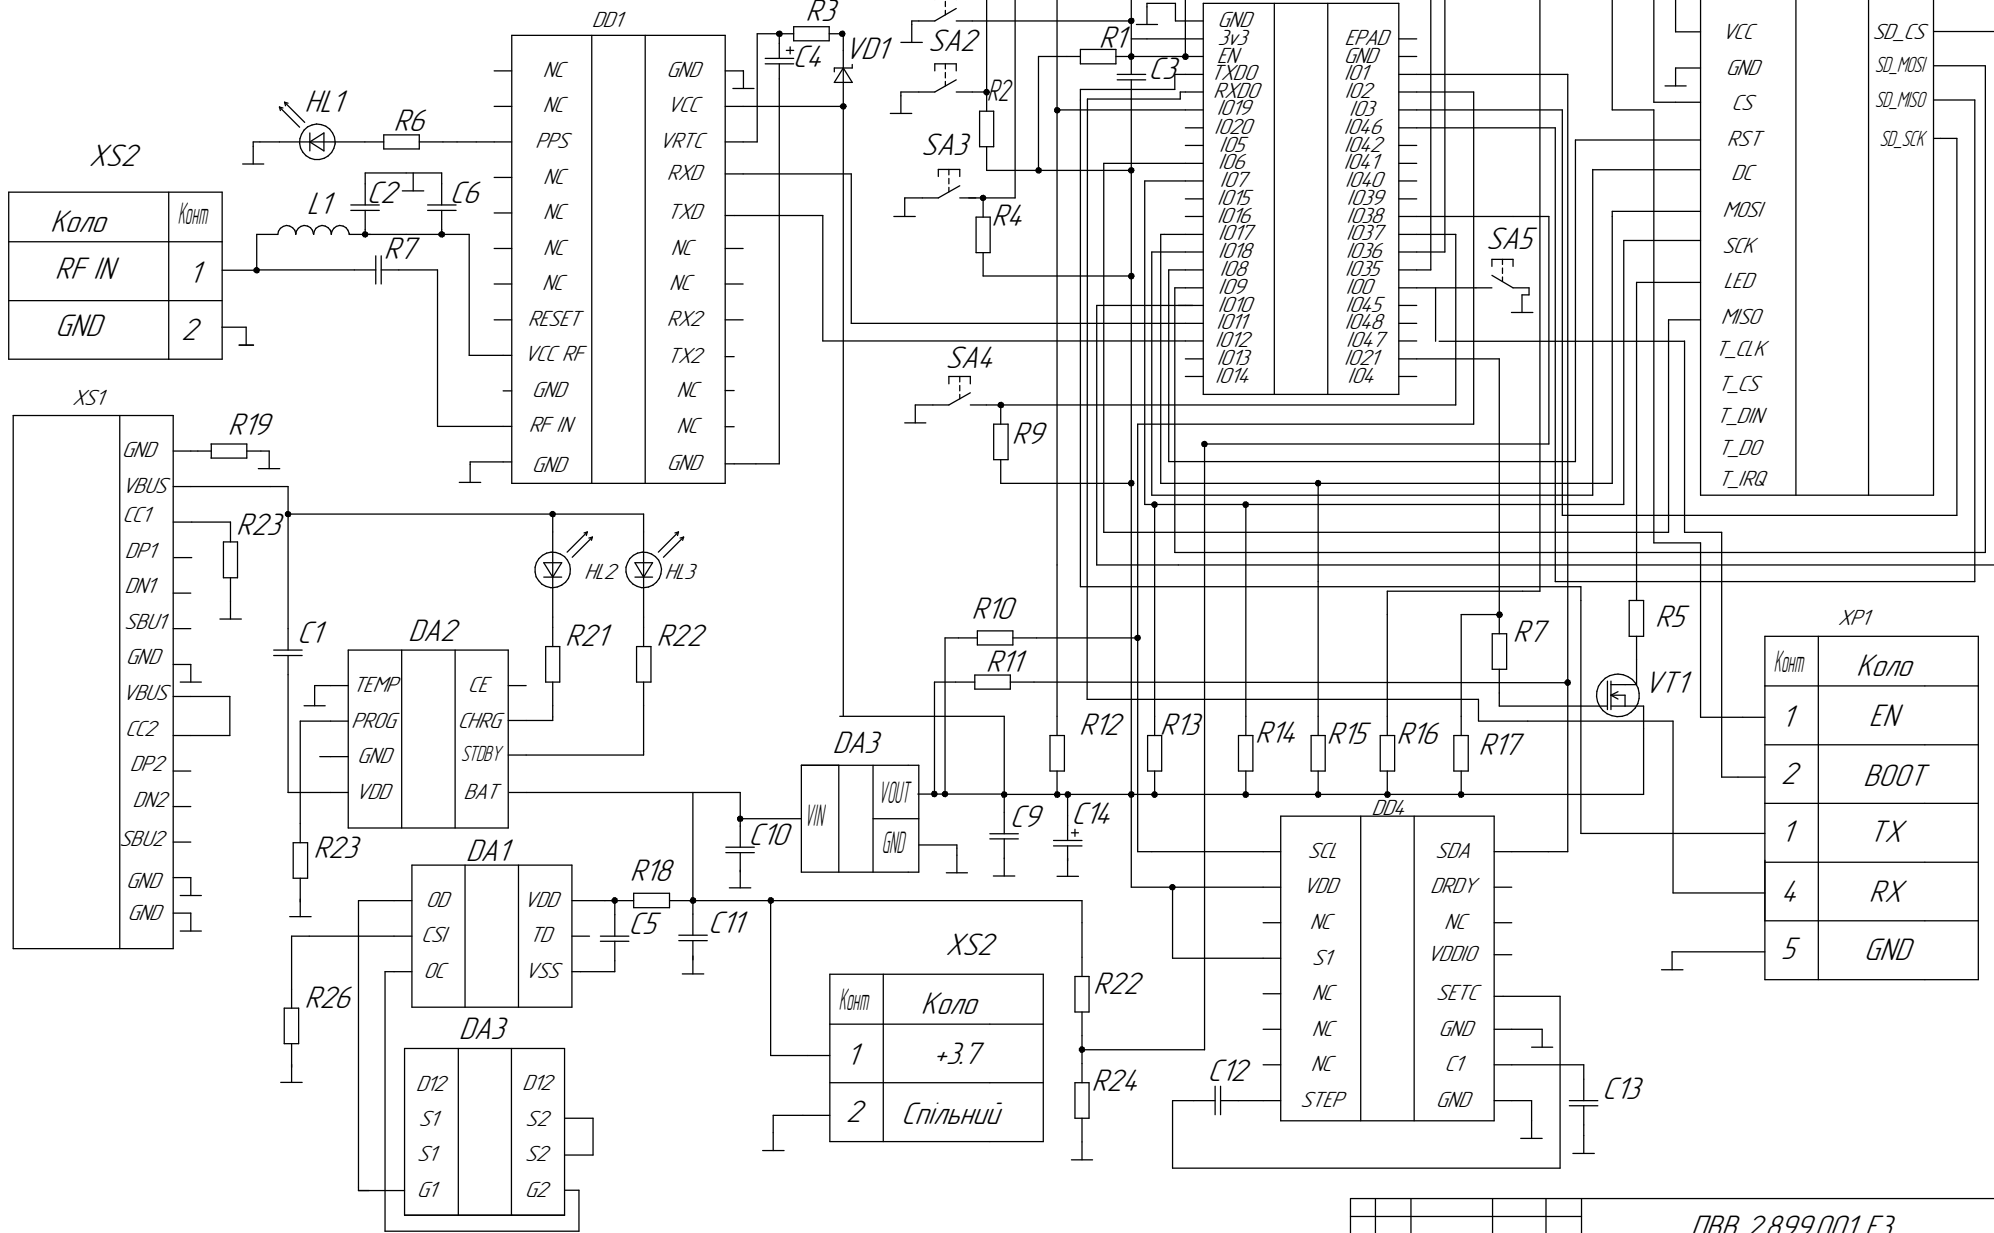 DD1
NC
NC
PPS
NC
NC
NC
NC
RESET
VCC RF
GND
RF IN
GND
GND
VCC
VRTC
RXD
TXD
NC
NC
RX2
TX2
NC
NC
GND
R3
C4
+
VD1
HL1
R6
L1
C2
C6
R7
XS2
Коло
Конт
RF IN
1
GND
2
XS1
GND
VBUS
CC1
DP1
DN1
SBU1
GND
VBUS
CC2
DP2
DN2
SBU2
GND
GND
R19
R23
C1
HL2
HL3
R21
R22
DA2
TEMP
PROG
GND
VDD
CE
CHRG
STDBY
BAT
R23
DA1
OD
CSI
OC
VDD
TD
VSS
R18
C5
C11
R26
DA3
D12
S1
S1
G1
D12
S2
S2
G2
SA2
SA3
SA4
SA5
R1
R2
R4
R9
C3
GND
3v3
EN
TXD0
RXD0
IO19
IO20
IO5
IO6
IO7
IO15
IO16
IO17
IO18
IO8
IO9
IO10
IO11
IO12
IO13
IO14
EPAD
GND
IO1
IO2
IO3
IO46
IO42
IO41
IO40
IO39
IO38
IO37
IO36
IO35
IO0
IO45
IO48
IO47
IO21
IO4
VCC
GND
CS
RST
DC
MOSI
SCK
LED
MISO
T_CLK
T_CS
T_DIN
T_DO
T_IRQ
SD_CS
SD_MOSI
SD_MISO
SD_SCK
R10
R11
R12
R13
R14
R15
R16
R17
R7
R5
VT1
DA3
VIN
VOUT
GND
C10
C9
C14
+
XS2
Конт
Коло
1
+3.7
2
Спільний
R22
R24
DD4
SCL
VDD
NC
S1
NC
NC
NC
STEP
SDA
DRDY
NC
VDDIO
SETC
GND
C1
GND
C12
C13
XP1
Конт
Коло
1
EN
2
BOOT
1
TX
4
RX
5
GND
ПВВ 2.899.001 Е3